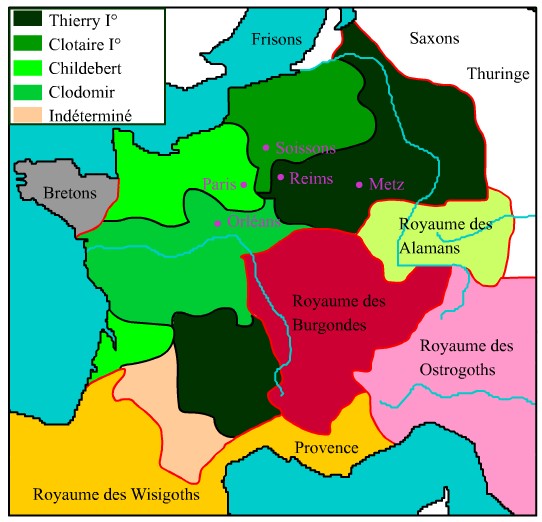 Thierry I°
Clotaire I°
Childebert
Clodomir
Indéterminé
Frisons
Saxons
Thuringe
Soissons
Reims
Metz
Paris
Bretons
Orléans
Royaume des
Alamans
Royaume des
Burgondes
Royaume des
Ostrogoths
Provence
Royaume des Wisigoths